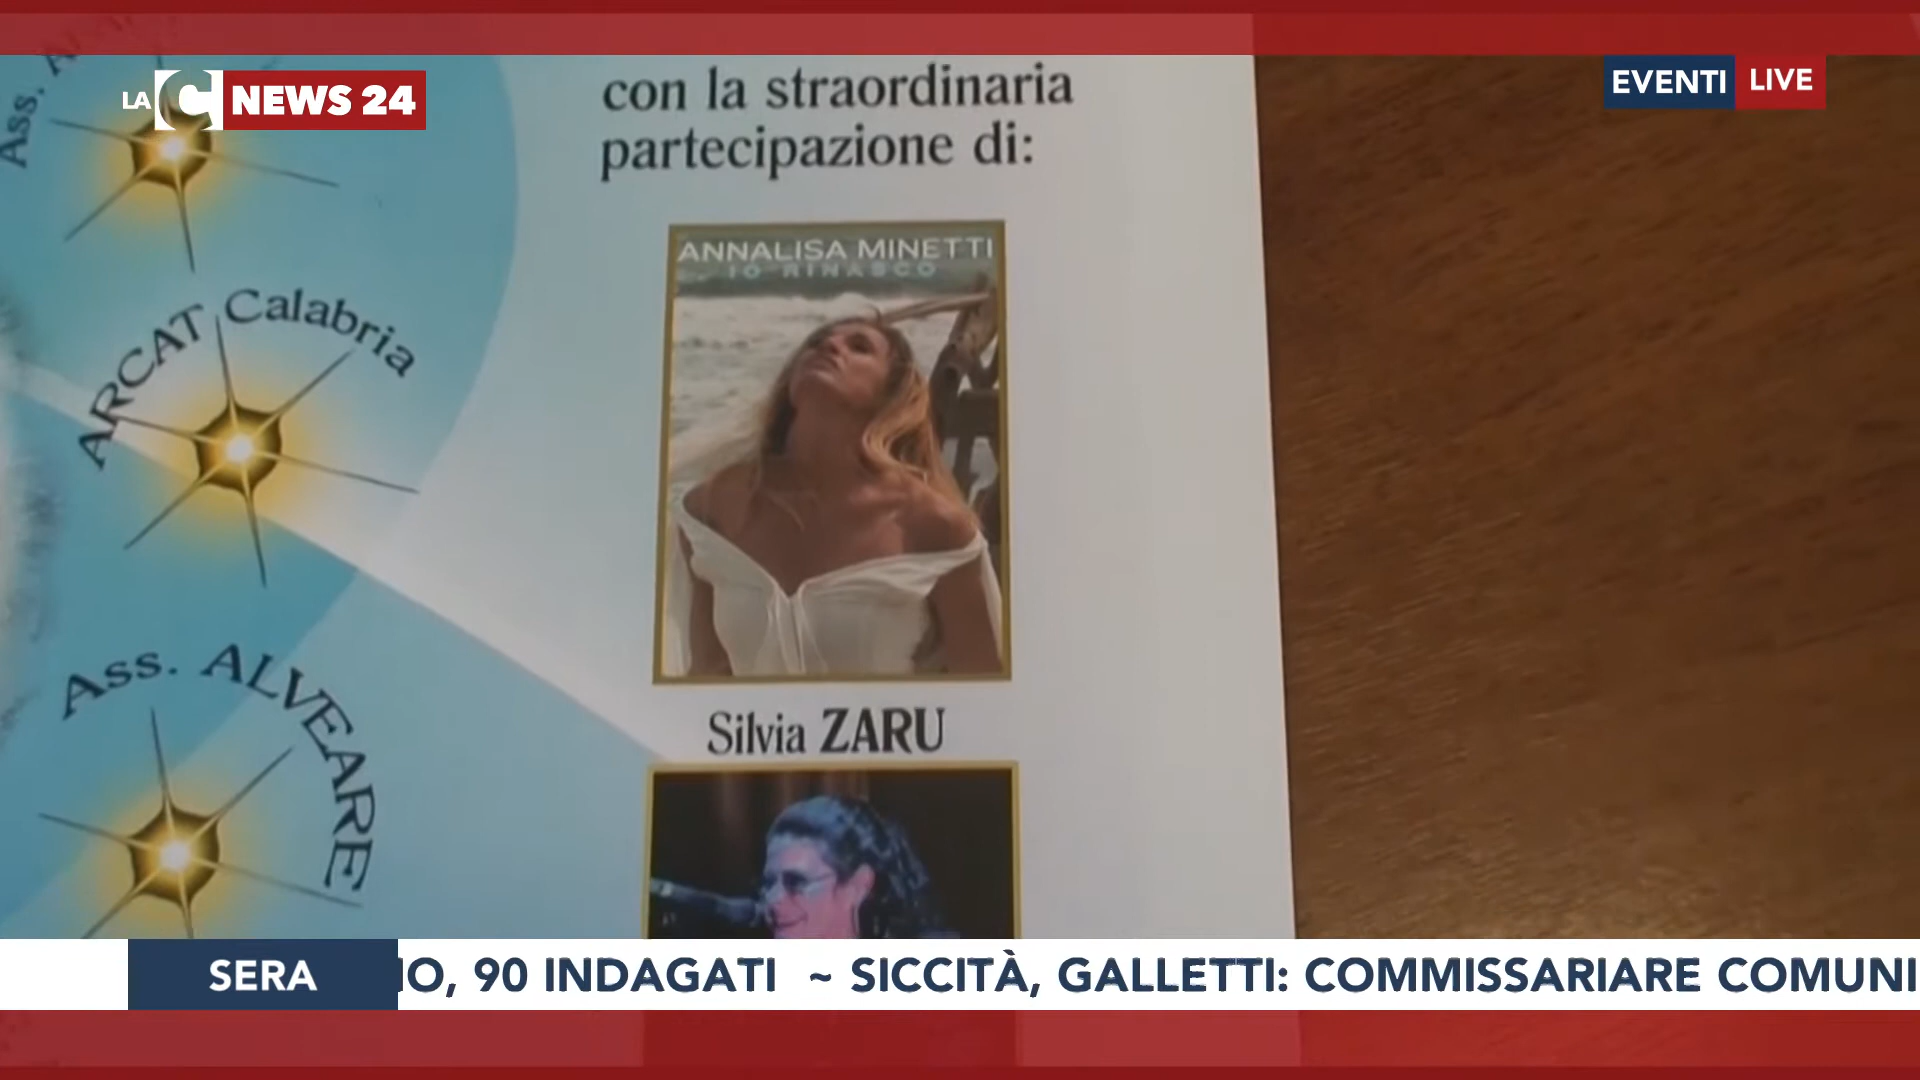 LA C NEWS 24
EVENTI LIVE
con la straordinaria
partecipazione di:
ANNALISA MINETTI
IO RINASCO
Ass.
ARCAT Calabria
Silvia ZARU
Ass. ALVEARE
SERA
IO, 90 INDAGATI ~ SICCITÀ, GALLETTI: COMMISSARIARE COMUNI